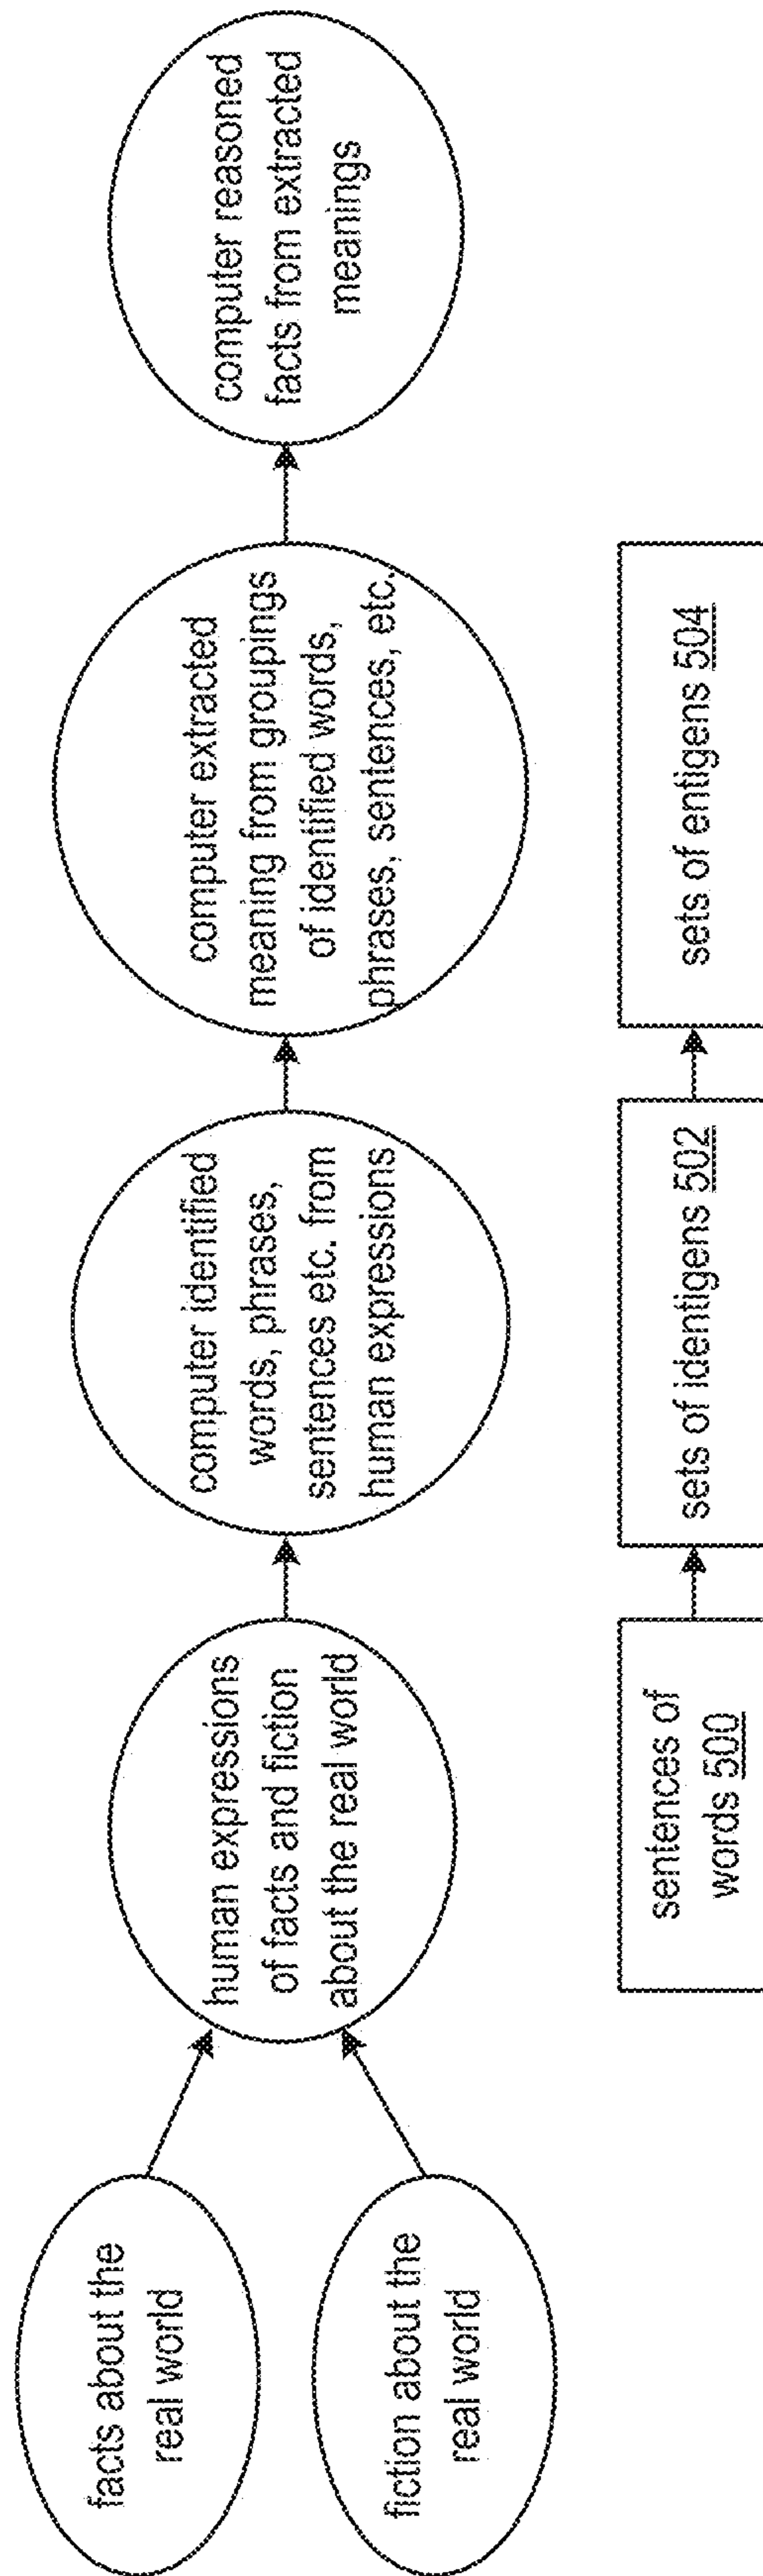 facts about the
real world
fiction about the
real world
human expressions
of facts and fiction
about the real world
computer identified
words, phrases,
sentences etc. from
human expressions
computer extracted
meaning from groupings
of identified words,
phrases, sentences, etc.
computer reasoned
facts from extracted
meanings
sentences of
words 500
sets of identigens 502
sets of entigens 504